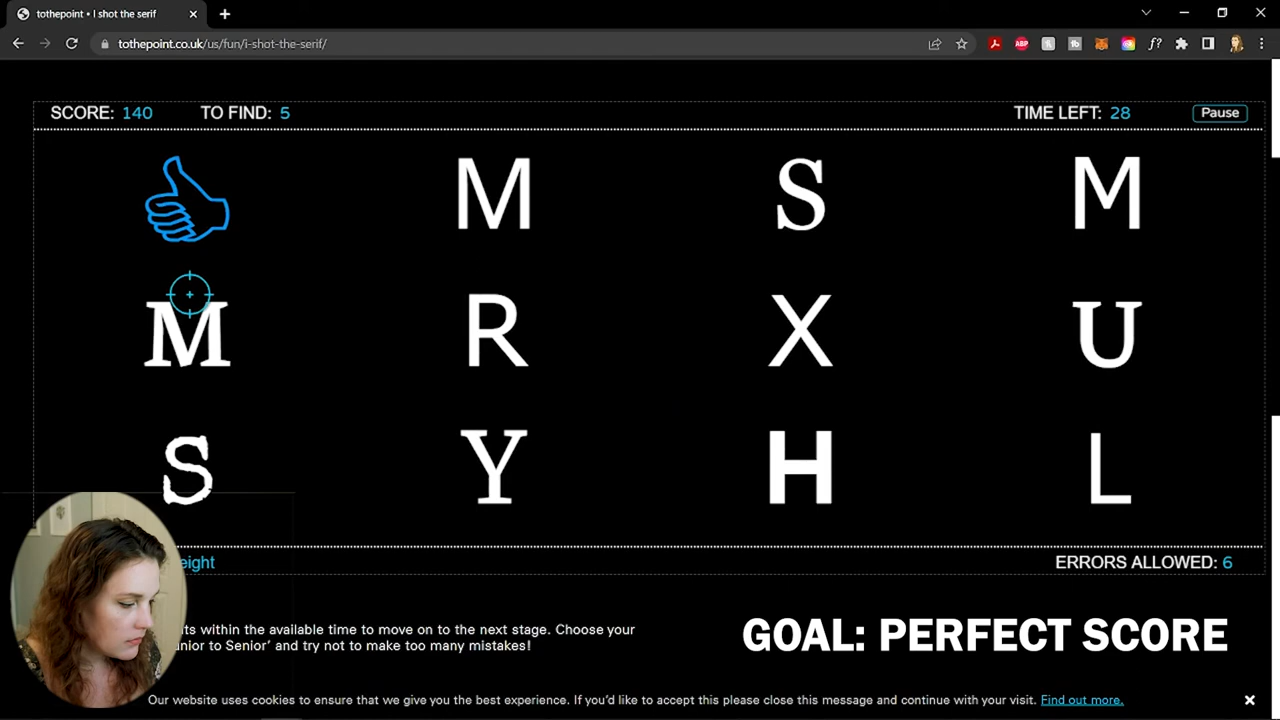 tothepoint • I shot the serif
tothepoint.co.uk/us/fun/i-shot-the-serif/
ABP
f?
SCORE: 140 TO FIND: 5 TIME LEFT: 28 Pause
M S M
M R X U
S Y H L
eight ERRORS ALLOWED: 6
ts within the available time to move on to the next stage. Choose your
unior to Senior' and try not to make too many mistakes!
GOAL: PERFECT SCORE
Our website uses cookies to ensure that we give you the best experience. If you'd like to accept this please close this message and continue with your visit. Find out more.